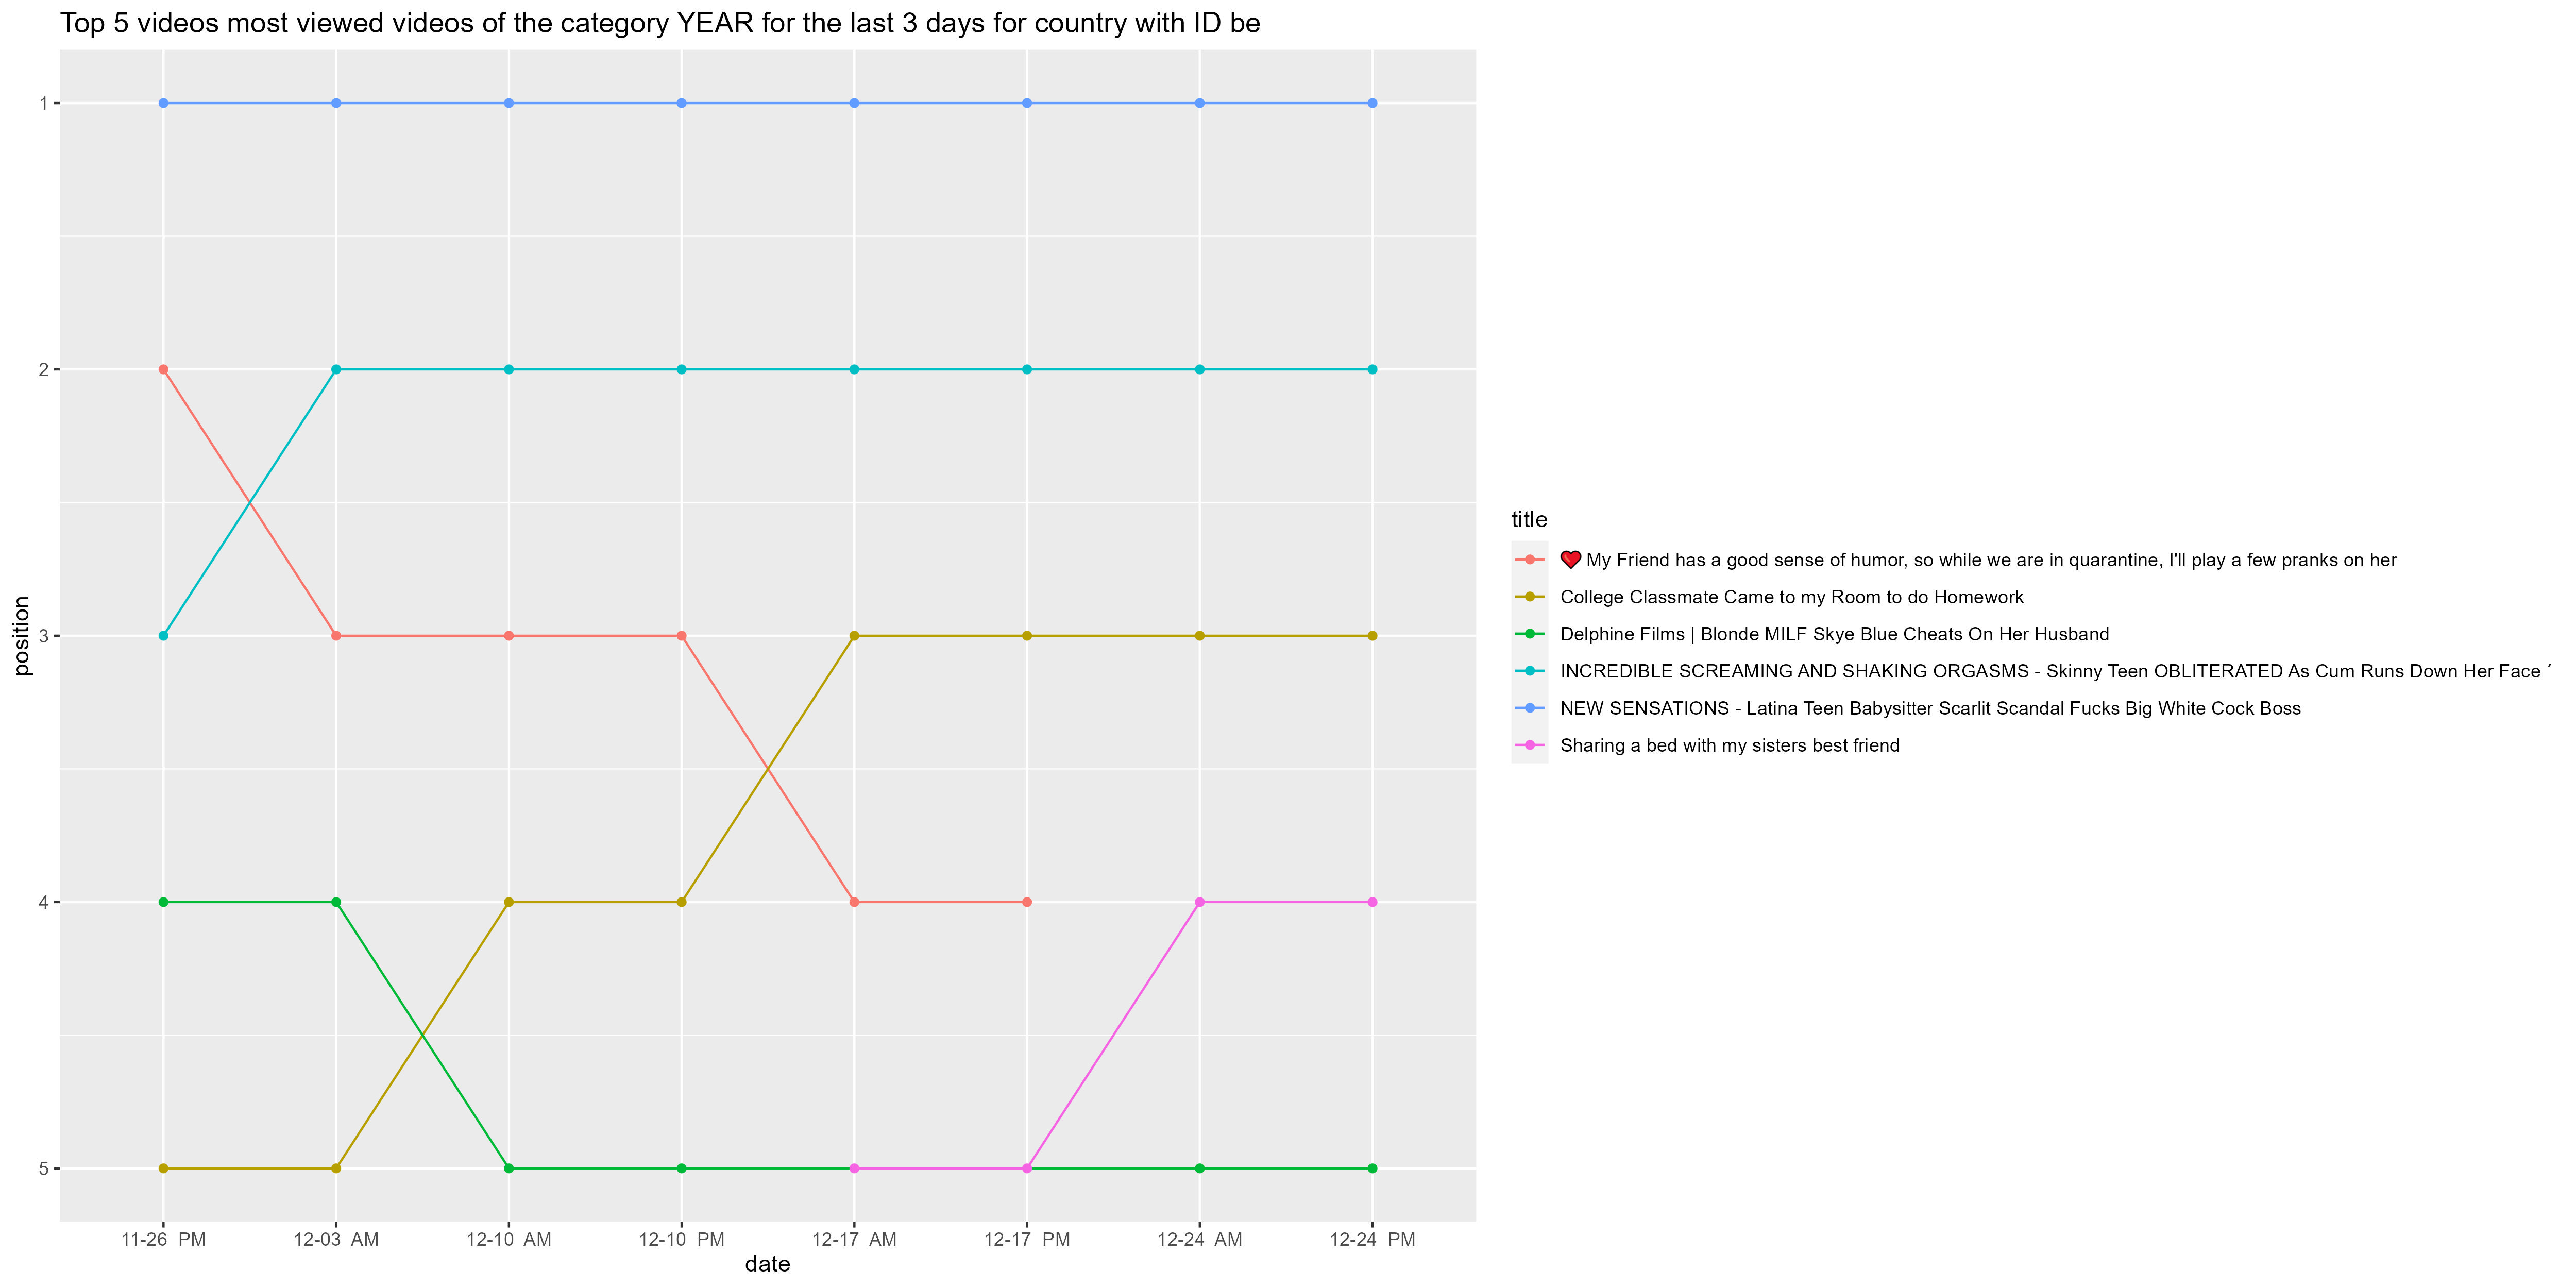 Top 5 videos most viewed videos of the category YEAR for the last 3 days for country with ID be
position
1
2
3
4
5
11-26 PM
12-03 AM
12-10 AM
12-10 PM
12-17 AM
12-17 PM
12-24 AM
12-24 PM
date
title
❤️ My Friend has a good sense of humor, so while we are in quarantine, I'll play a few pranks on her
College Classmate Came to my Room to do Homework
Delphine Films | Blonde MILF Skye Blue Cheats On Her Husband
INCREDIBLE SCREAMING AND SHAKING ORGASMS - Skinny Teen OBLITERATED As Cum Runs Down Her Face
NEW SENSATIONS - Latina Teen Babysitter Scarlit Scandal Fucks Big White Cock Boss
Sharing a bed with my sisters best friend